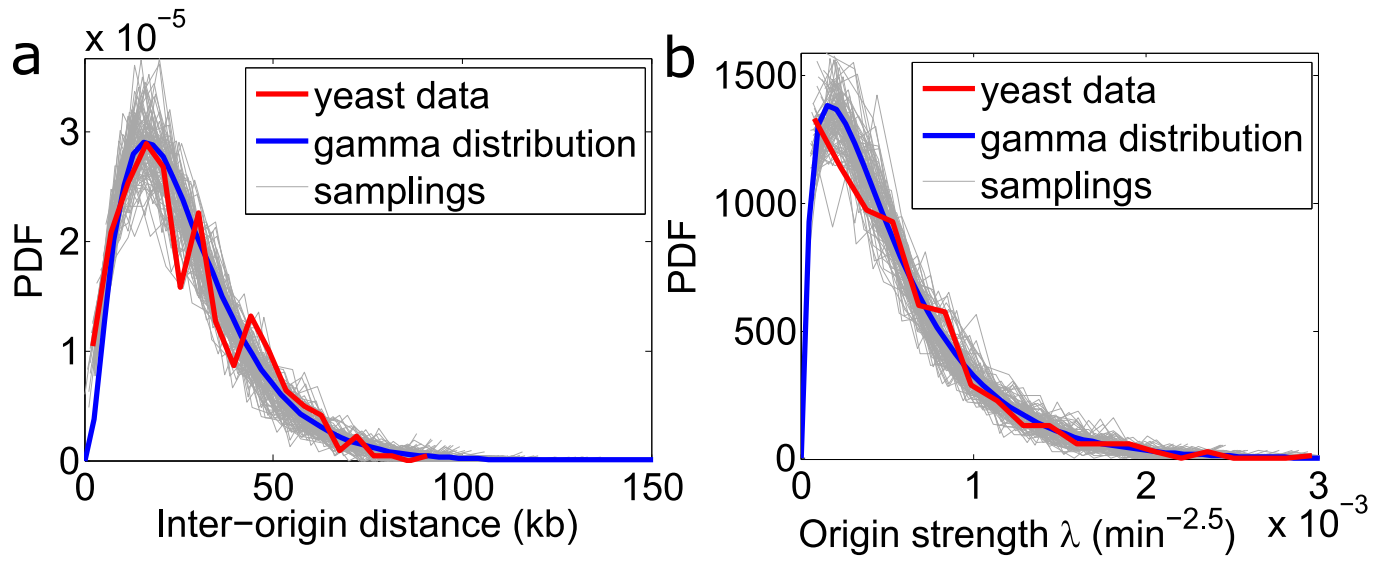 a
x 10⁻⁵
yeast data
gamma distribution
samplings
3
2
1
0
PDF
0 50 100 150
Inter−origin distance (kb)
b
yeast data
gamma distribution
samplings
1500
1000
500
0
PDF
0 1 2 3
Origin strength λ (min⁻²·⁵) x 10⁻³